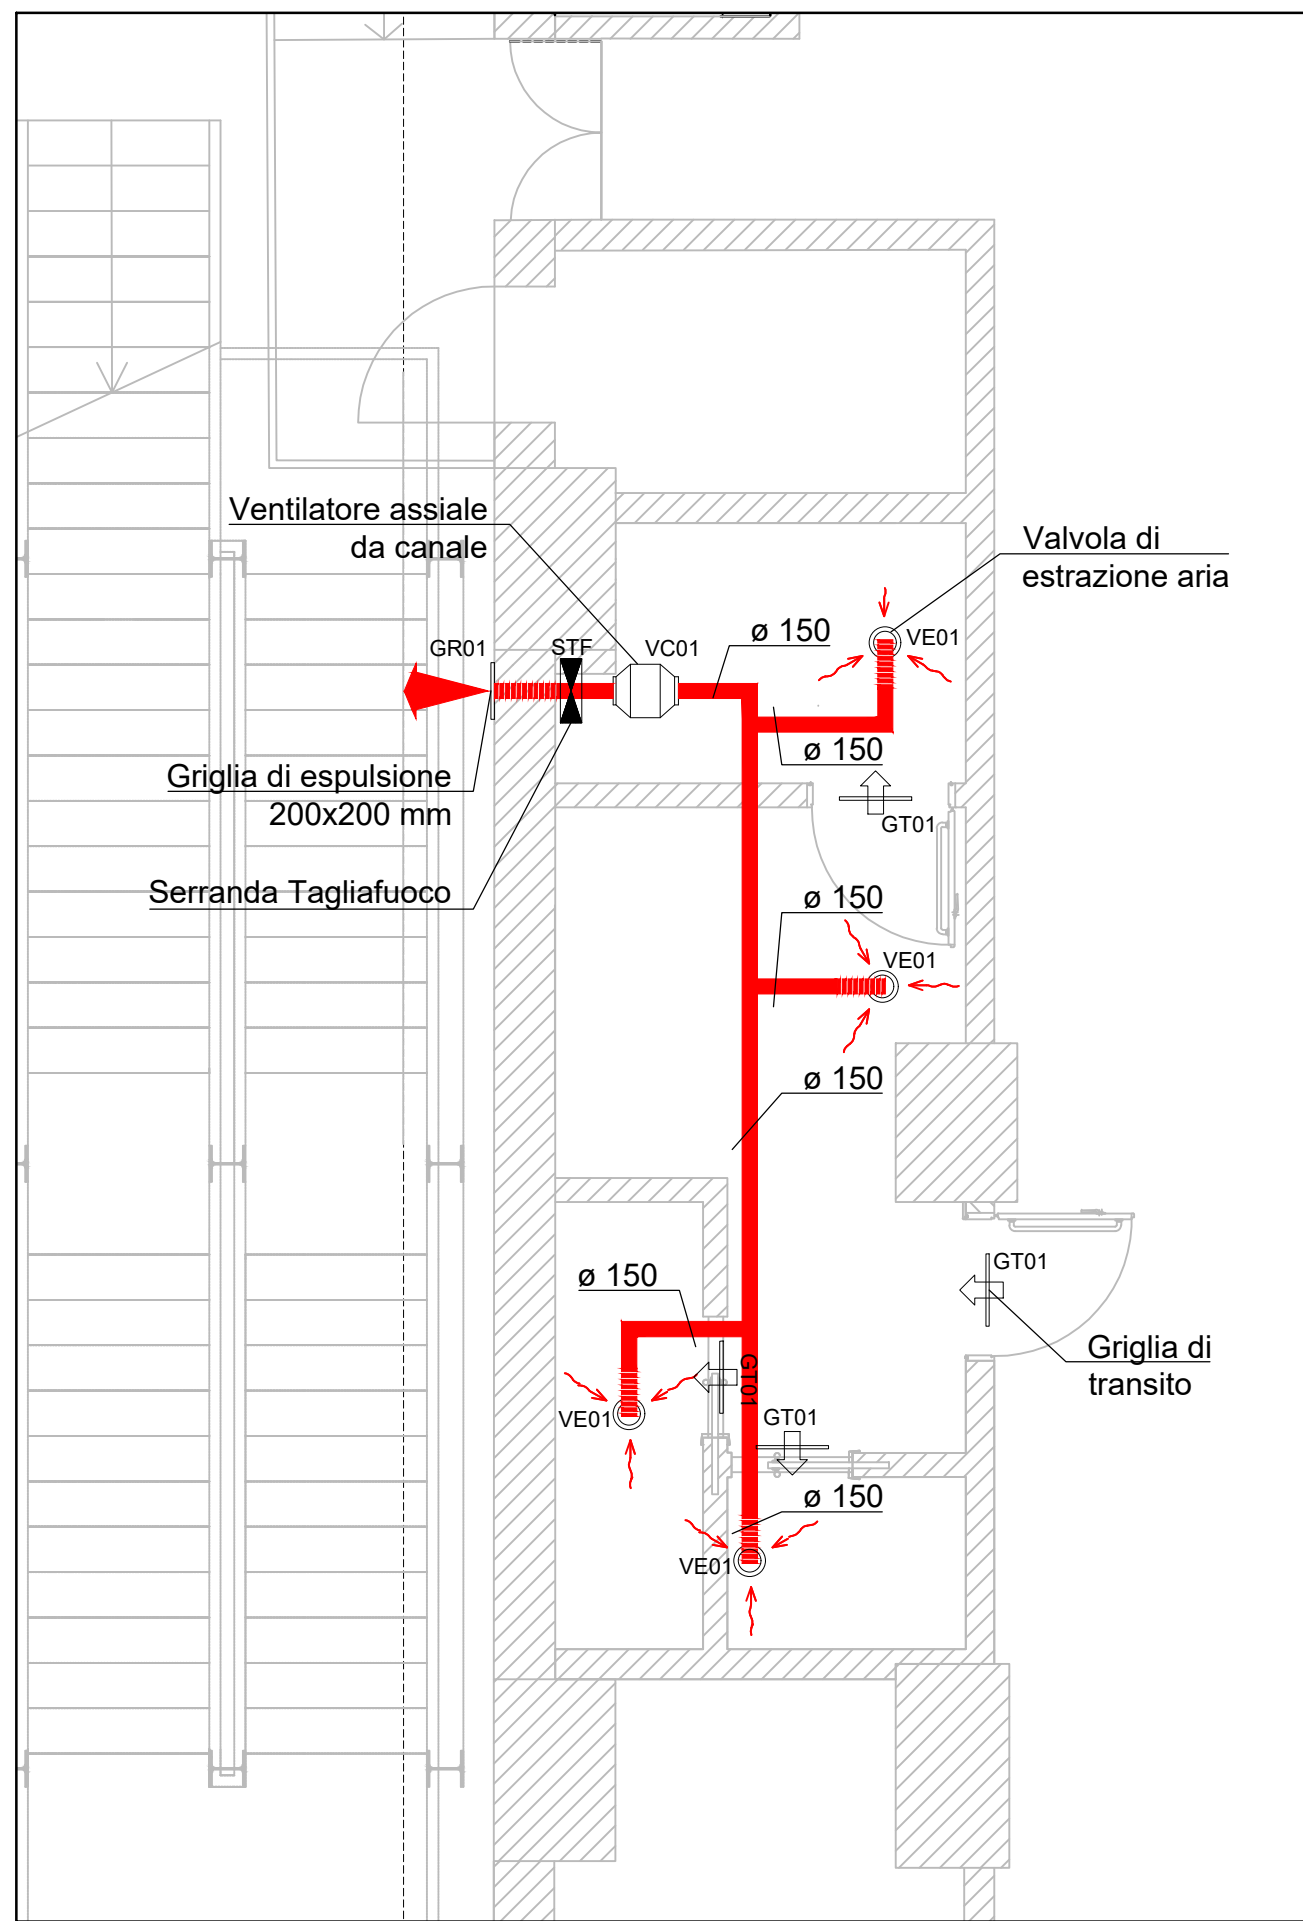 Ventilatore assiale
da canale
Valvola di
estrazione aria
GR01
STF
VC01
ø 150
VE01
ø 150
Griglia di espulsione
200x200 mm
GT01
Serranda Tagliafuoco
ø 150
VE01
ø 150
GT01
ø 150
Griglia di
transito
GT01
VE01
GT01
ø 150
VE01